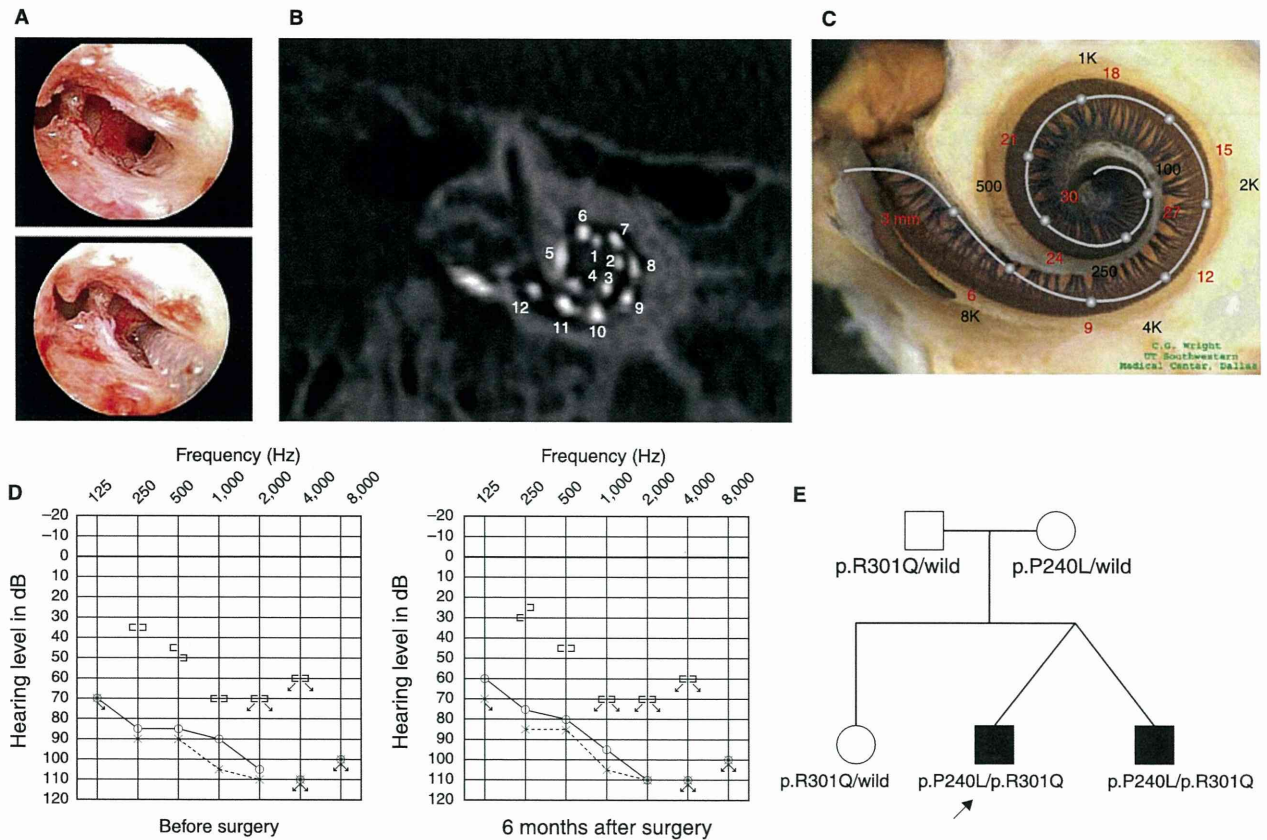 A
B
C
6
7
1
5
2
8
4
3
12
9
11
10
1K
18
21
15
500
100
2K
30
27
3 mm
24
250
12
6
8K
9
4K
C.G. Wright
UT Southwestern
Medical Center, Dallas
D
Frequency (Hz)
125 250 500 1,000 2,000 4,000 8,000
Hearing level in dB
−20
−10
0
10
20
30
40
50
60
70
80
90
100
110
120
Before surgery
Frequency (Hz)
125 250 500 1,000 2,000 4,000 8,000
Hearing level in dB
−20
−10
0
10
20
30
40
50
60
70
80
90
100
110
120
6 months after surgery
E
p.R301Q/wild p.P240L/wild
p.R301Q/wild p.P240L/p.R301Q p.P240L/p.R301Q